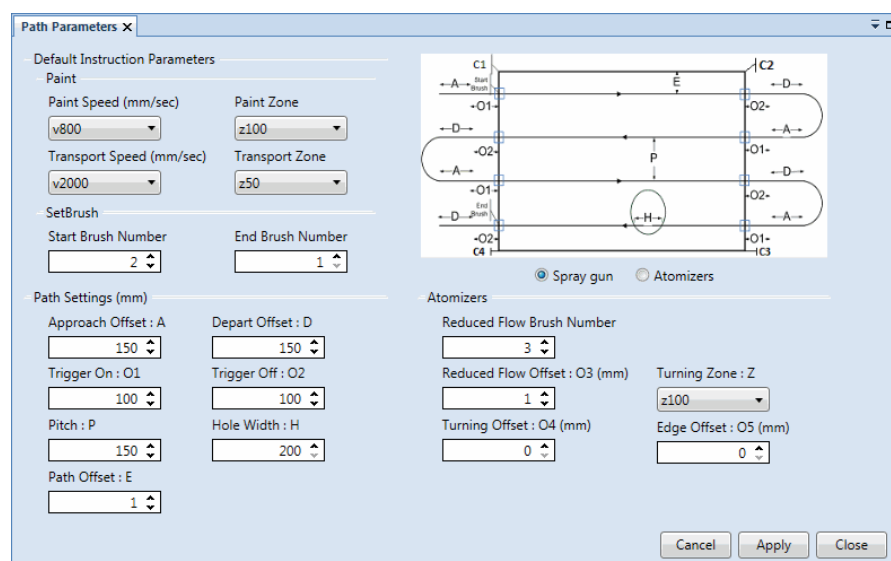 Path Parameters X
Default Instruction Parameters
Paint
Paint Speed (mm/sec) Paint Zone
v800 z100
Transport Speed (mm/sec) Transport Zone
v2000 z50
SetBrush
Start Brush Number End Brush Number
2 1
C1 C2
A Start Brush E D
O1 O2
D A
O2 P O1
A D
O1 O2
D End Brush H A
O2 O1
C4 C3
Spray gun Atomizers
Path Settings (mm)
Approach Offset : A Depart Offset : D
150 150
Trigger On : O1 Trigger Off : O2
100 100
Pitch : P Hole Width : H
150 200
Path Offset : E
1
Atomizers
Reduced Flow Brush Number
3
Reduced Flow Offset : O3 (mm) Turning Zone : Z
1 z100
Turning Offset : O4 (mm) Edge Offset : O5 (mm)
0 0
Cancel Apply Close